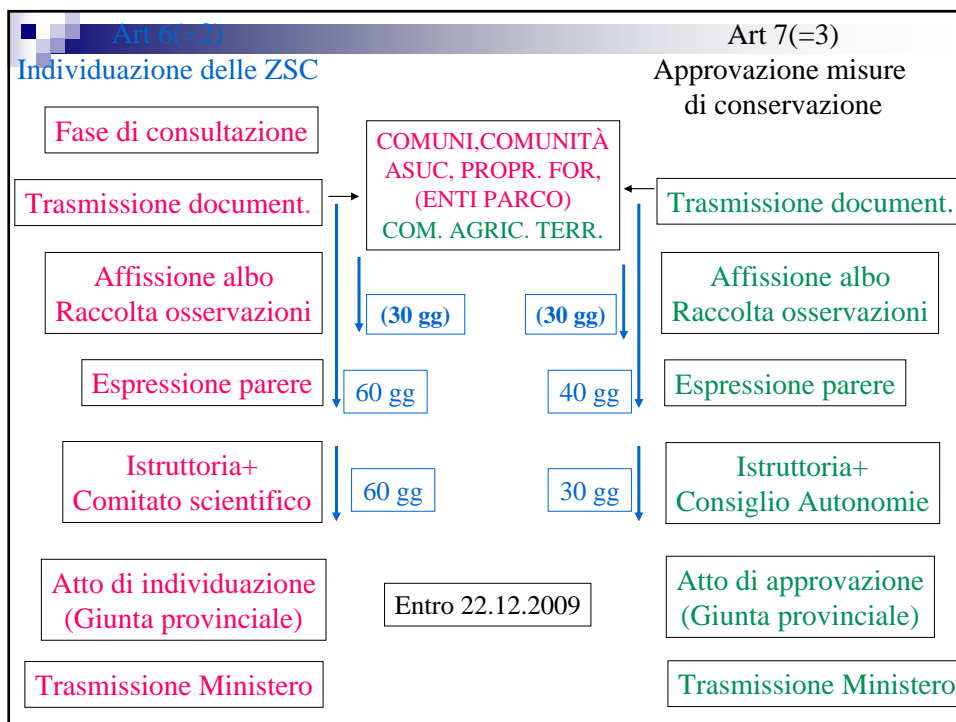 Art 6(=2)
Individuazione delle ZSC
Art 7(=3)
Approvazione misure
di conservazione
Fase di consultazione
Trasmissione document.
COMUNI,COMUNITÀ
ASUC, PROPR. FOR,
(ENTI PARCO)
COM. AGRIC. TERR.
Trasmissione document.
Affissione albo
Raccolta osservazioni
(30 gg)
(30 gg)
Affissione albo
Raccolta osservazioni
Espressione parere
60 gg
40 gg
Espressione parere
Istruttoria+
Comitato scientifico
60 gg
30 gg
Istruttoria+
Consiglio Autonomie
Atto di individuazione
(Giunta provinciale)
Entro 22.12.2009
Atto di approvazione
(Giunta provinciale)
Trasmissione Ministero
Trasmissione Ministero